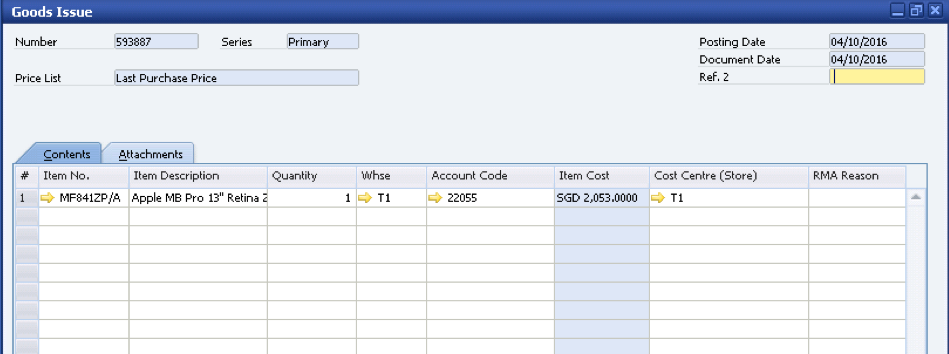 Goods Issue
Number 593887 Series Primary Posting Date 04/10/2016
Document Date 04/10/2016
Price List Last Purchase Price Ref. 2
Contents Attachments
# Item No. Item Description Quantity Whse Account Code Item Cost Cost Centre (Store) RMA Reason
1 MF841ZP/A Apple MB Pro 13" Retina 2 1 T1 22055 SGD 2,053.0000 T1